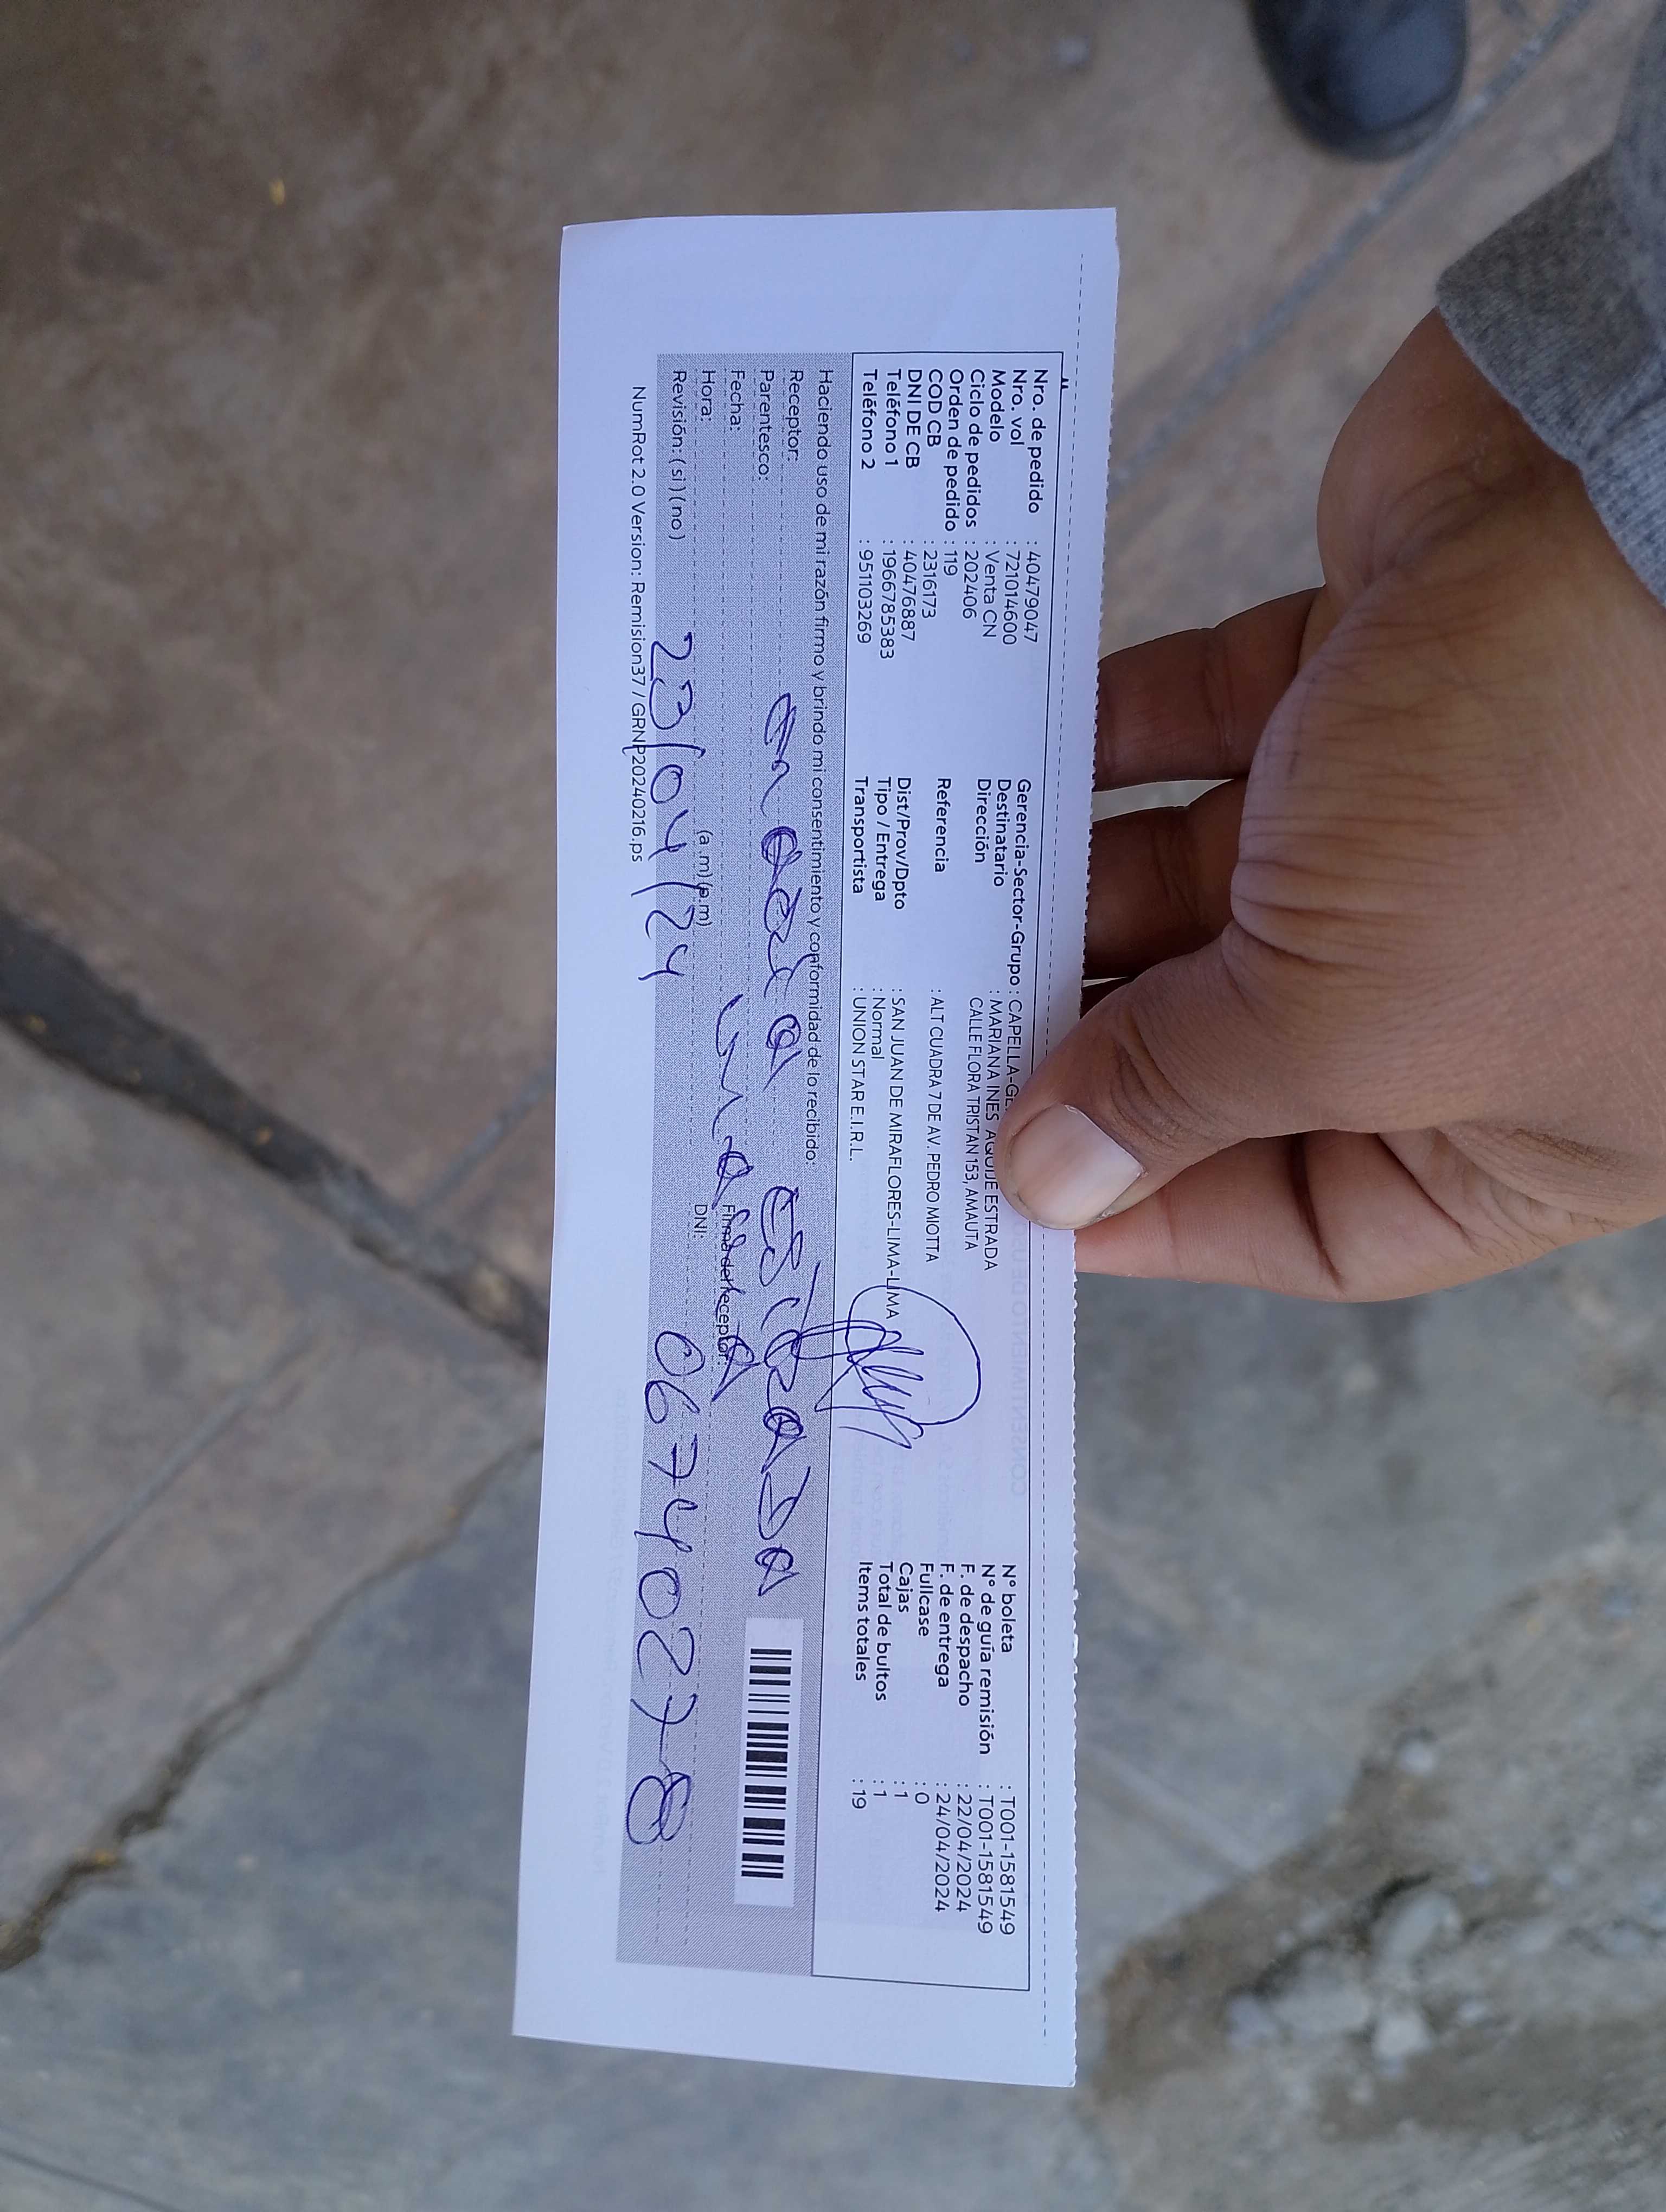 Nro. de pedido : 40479047
Nro. vol : 721014600
Modelo : Venta CN
Ciclo de pedidos : 202406
Orden de pedido : 119
COD CB : 2316173
DNI DE CB : 40476887
Teléfono 1 : 1966785383
Teléfono 2 : 951103269
Gerencia-Sector-Grupo : CAPELLA-GE
Destinatario : MARIANA INES AQUIJE ESTRADA
Dirección CALLE FLORA TRISTAN 153, AMAUTA
Referencia : ALT CUADRA 7 DE AV. PEDRO MIOTTA
Dist/Prov/Dpto : SAN JUAN DE MIRAFLORES-LIMA-LIMA
Tipo / Entrega : Normal
Transportista : UNION STAR E.I.R.L.
N° boleta : T001-1581549
N° de guía remisión : T001-1581549
F. de despacho : 22/04/2024
F. de entrega : 24/04/2024
Fullcase : 0
Cajas : 1
Total de bultos : 1
Items totales : 19
Haciendo uso de mi razón firmo y brindo mi consentimiento y conformidad de lo recibido:
Receptor:
Parentesco: ESTRADA
Fecha:
Firma del receptor:
Hora: (a.m) (p.m) DNI:
Revisión: (si) (no) 23/04/24 06740278
NumRot 2.0 Version: Remision37 / GRNP20240216.ps